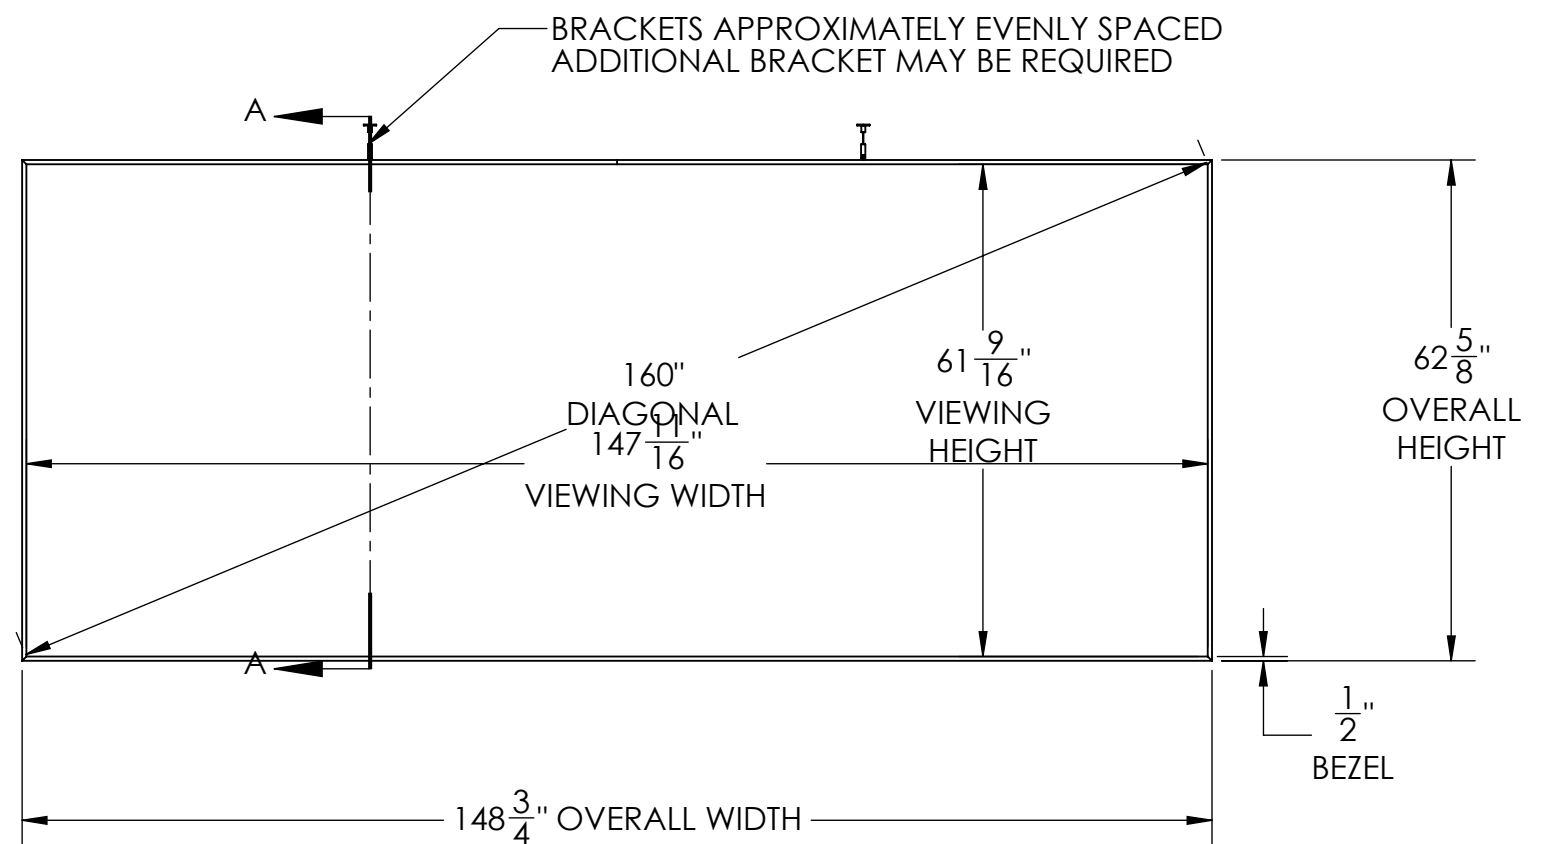 BRACKETS APPROXIMATELY EVENLY SPACED
ADDITIONAL BRACKET MAY BE REQUIRED
A
160"
DIAGONAL
147 11/16"
VIEWING WIDTH
61 9/16"
VIEWING
HEIGHT
62 5/8"
OVERALL
HEIGHT
A
1/2"
BEZEL
148 3/4" OVERALL WIDTH